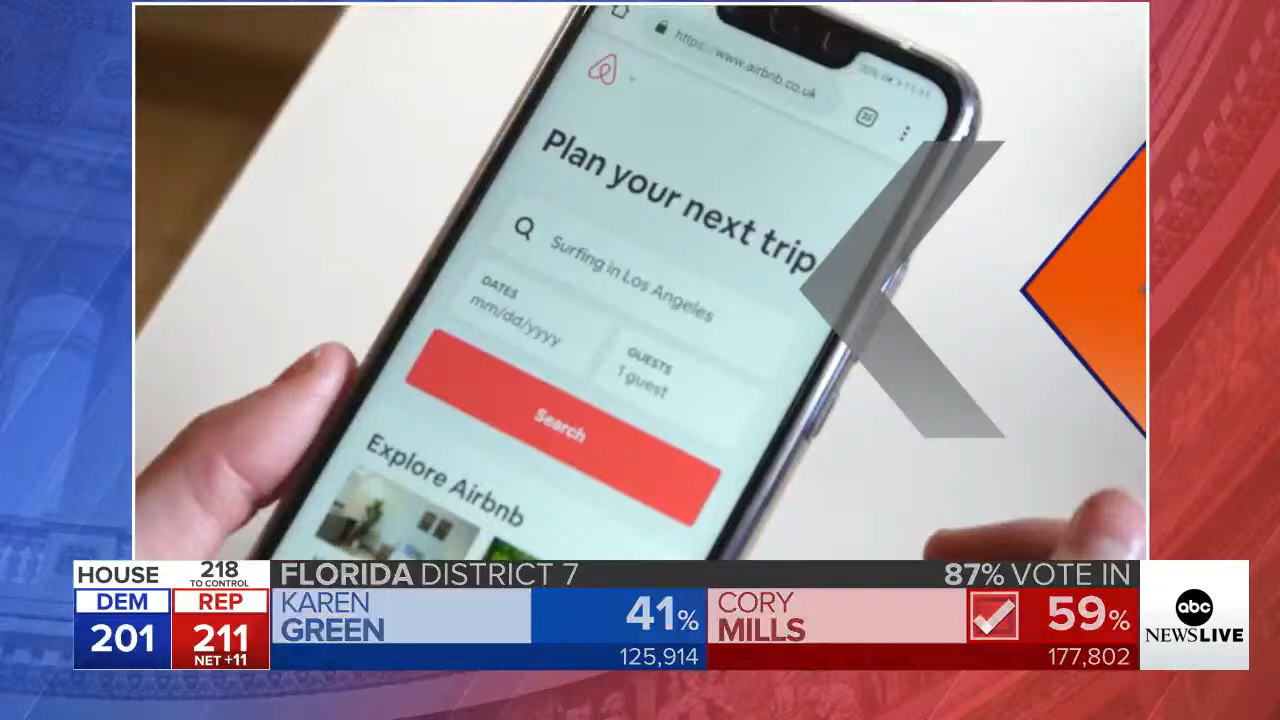 https://www.airbnb.co.uk
25
Plan your next trip
Surfing in Los Angeles
DATES
mm/dd/yyyy
GUESTS
1 guest
Search
Explore Airbnb
HOUSE
218
TO CONTROL
DEM
REP
201
211
NET +11
FLORIDA DISTRICT 7
87% VOTE IN
KAREN
GREEN
41%
125,914
CORY
MILLS
59%
177,802
abc
NEWSLIVE